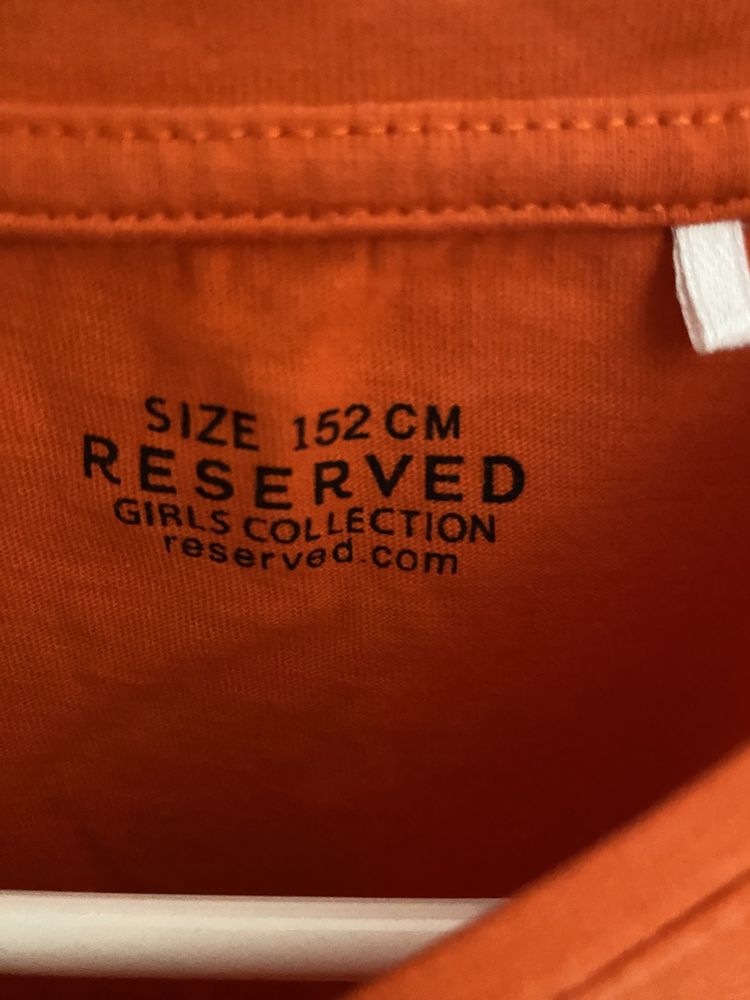 SIZE 152 CM
RESERVED
GIRLS COLLECTION
reserved.com